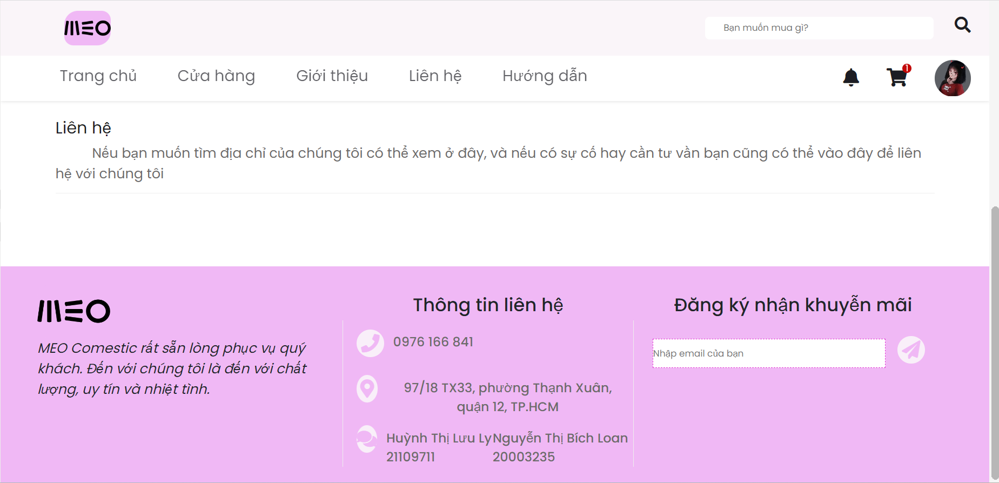 MEO
Bạn muốn mua gì?
Trang chủ
Cửa hàng
Giới thiệu
Liên hệ
Hướng dẫn
1
Liên hệ
Nếu bạn muốn tìm địa chỉ của chúng tôi có thể xem ở đây, và nếu có sự cố hay cần tư vần bạn cũng có thể vào đây để liên
hệ với chúng tôi
MEO
MEO Comestic rất sẵn lòng phục vụ quý
khách. Đến với chúng tôi là đến với chất
lượng, uy tín và nhiệt tình.
Thông tin liên hệ
0976 166 841
97/18 TX33, phường Thạnh Xuân,
quận 12, TP.HCM
Huỳnh Thị Lưu Ly
21109711
Nguyễn Thị Bích Loan
20003235
Đăng ký nhận khuyễn mãi
Nhập email của bạn